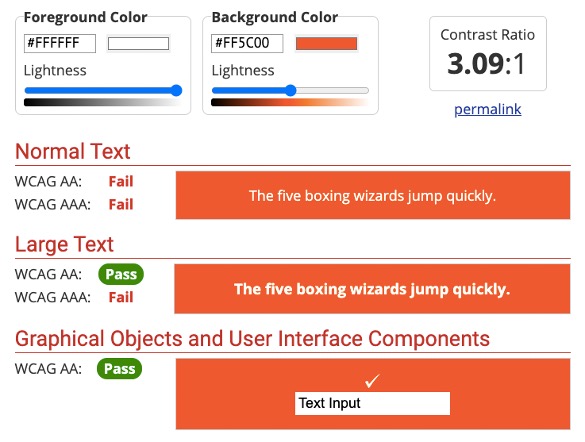 Foreground Color
#FFFFFF
Lightness
Background Color
#FF5C00
Lightness
Contrast Ratio
3.09:1
permalink
Normal Text
WCAG AA: Fail
WCAG AAA: Fail
The five boxing wizards jump quickly.
Large Text
WCAG AA: Pass
WCAG AAA: Fail
The five boxing wizards jump quickly.
Graphical Objects and User Interface Components
WCAG AA: Pass
✓
Text Input